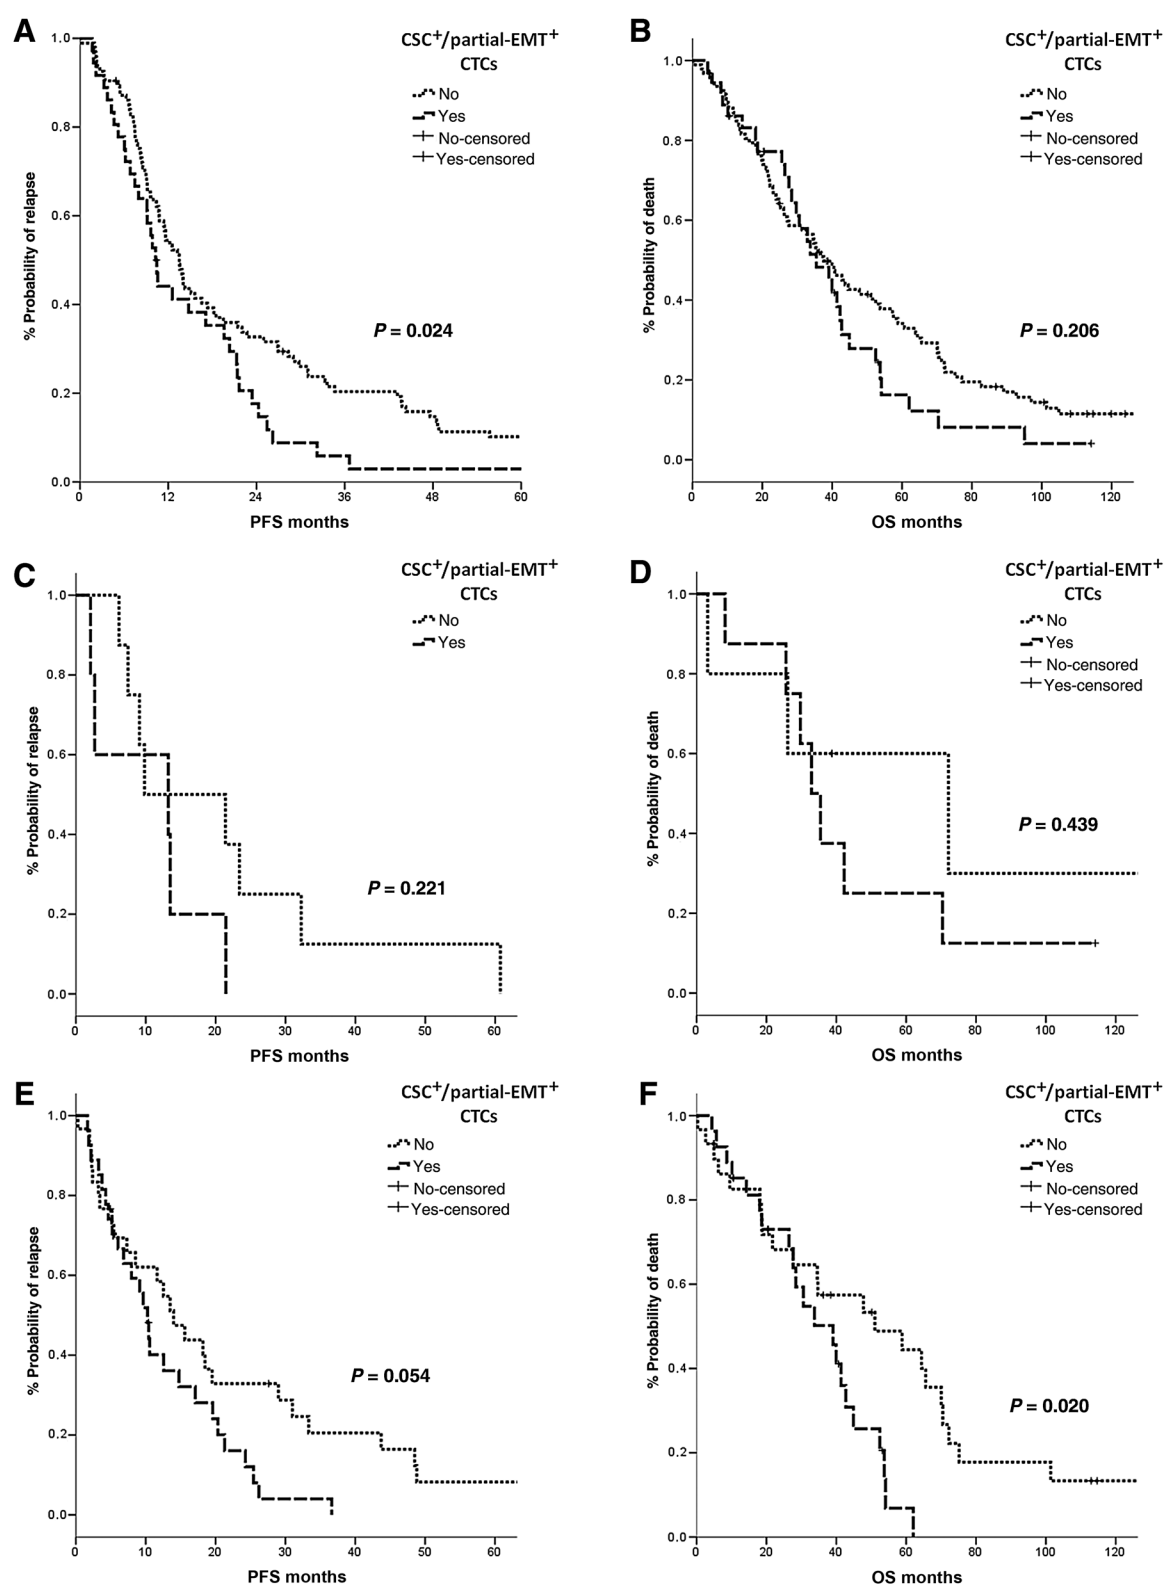 A
CSC+/partial-EMT+
CTCs
No
Yes
No-censored
Yes-censored
% Probability of relapse
1.0
0.8
0.6
0.4
0.2
0.0
P = 0.024
0 12 24 36 48 60
PFS months
B
CSC+/partial-EMT+
CTCs
No
Yes
No-censored
Yes-censored
% Probability of death
1.0
0.8
0.6
0.4
0.2
0.0
P = 0.206
0 20 40 60 80 100 120
OS months
C
CSC+/partial-EMT+
CTCs
No
Yes
% Probability of relapse
1.0
0.8
0.6
0.4
0.2
0.0
P = 0.221
0 10 20 30 40 50 60
PFS months
D
CSC+/partial-EMT+
CTCs
No
Yes
No-censored
Yes-censored
% Probability of death
1.0
0.8
0.6
0.4
0.2
0.0
P = 0.439
0 20 40 60 80 100 120
OS months
E
CSC+/partial-EMT+
CTCs
No
Yes
No-censored
Yes-censored
% Probability of relapse
1.0
0.8
0.6
0.4
0.2
0.0
P = 0.054
0 10 20 30 40 50 60
PFS months
F
CSC+/partial-EMT+
CTCs
No
Yes
No-censored
Yes-censored
% Probability of death
1.0
0.8
0.6
0.4
0.2
0.0
P = 0.020
0 20 40 60 80 100 120
OS months